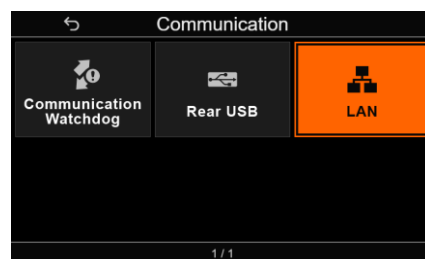 Communication
Communication
Watchdog
Rear USB
LAN
1 / 1